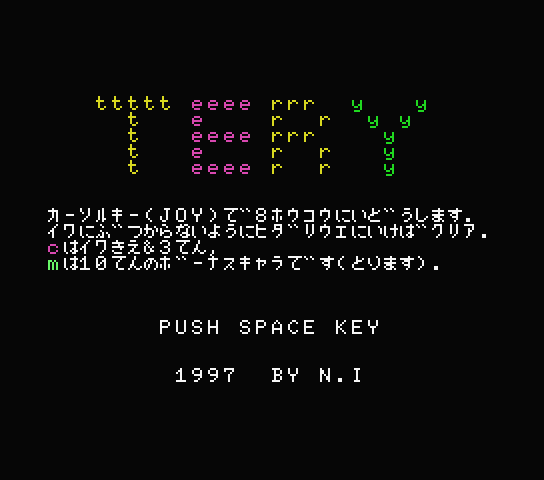 ttttt eeee rrr y y
t e r r y y
t eeee rrr y
t e r r y
t eeee r r y
カーソルキー(JOY)で8ホウコウにいどうします.
イワにぶつからないようにヒダリウエにいけばクリア.
cはイワきえ&3てん.
mは10てんのボーナスキャラです(とります).
PUSH SPACE KEY
1997 BY N.I